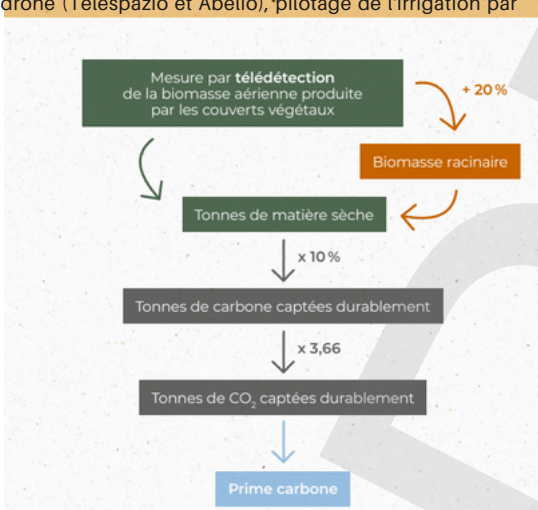 drone (Telespazio et Abelio), pilotage de l'irrigation par
Mesure par télédétection
de la biomasse aérienne produite
par les couverts végétaux
+ 20 %
Biomasse racinaire
Tonnes de matière sèche
x 10 %
Tonnes de carbone captées durablement
x 3,66
Tonnes de CO₂ captées durablement
Prime carbone